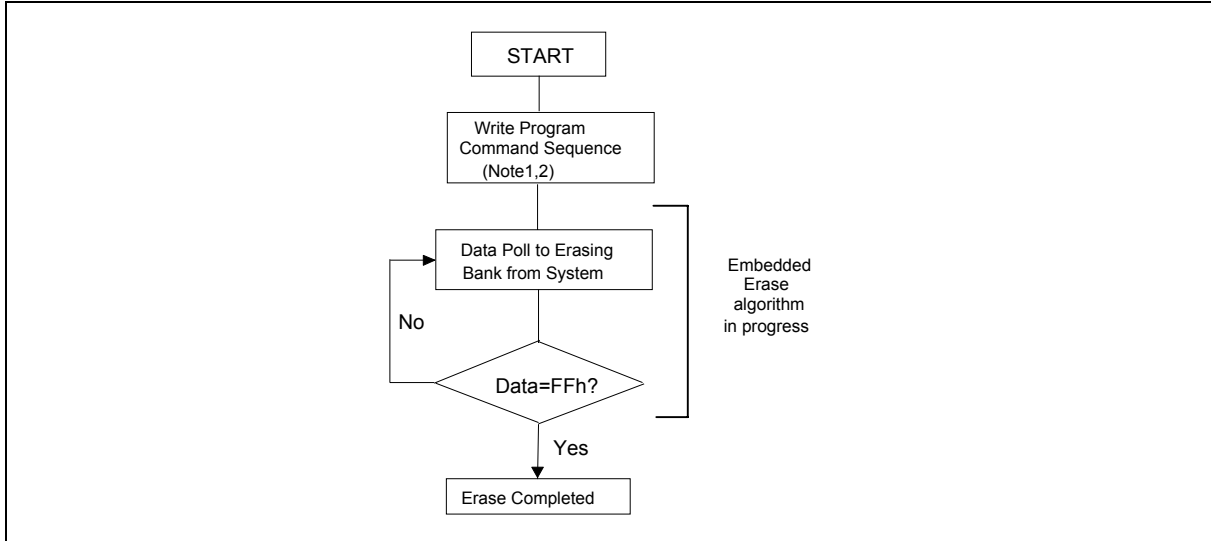 START
Write Program
Command Sequence
(Note1,2)
Data Poll to Erasing
Bank from System
Embedded
Erase
algorithm
in progress
No
Data=FFh?
Yes
Erase Completed